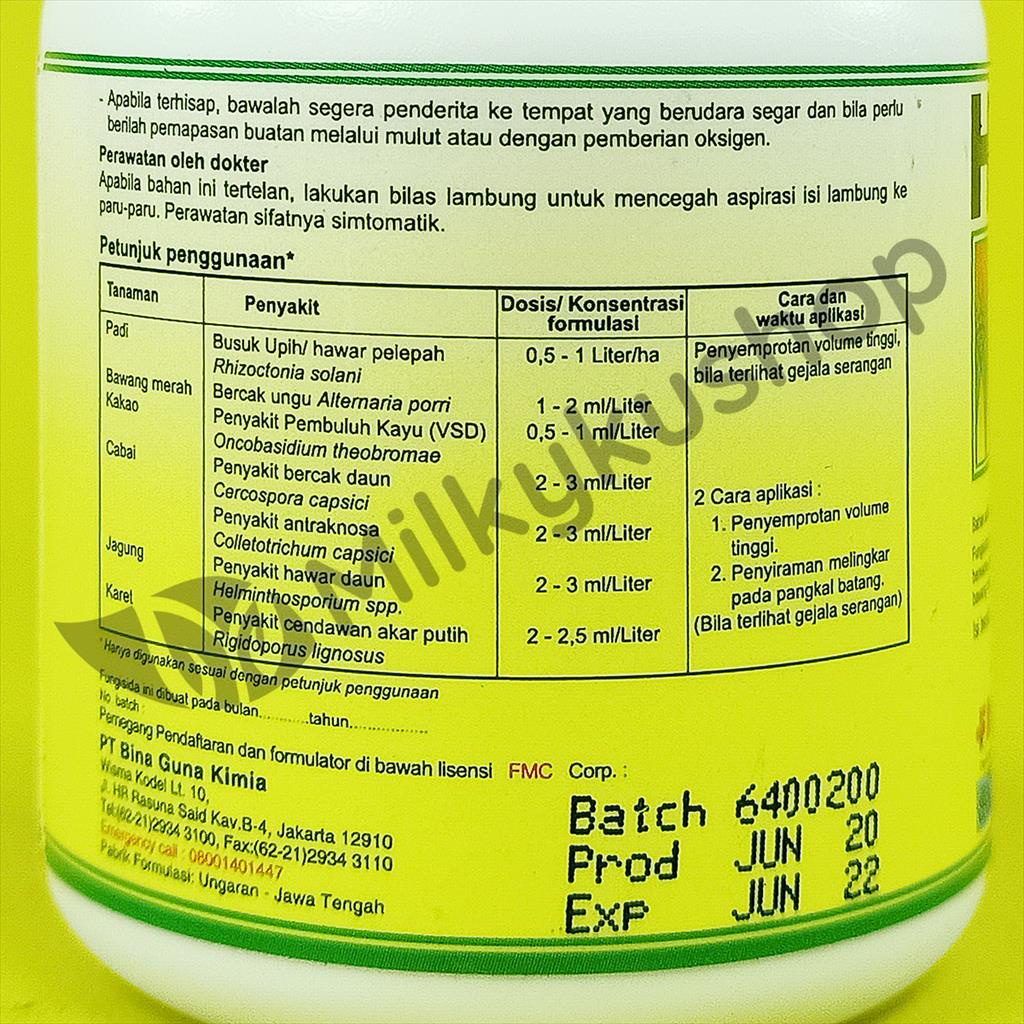 - Apabila terhisap, bawalah segera penderita ke tempat yang berudara segar dan bila perlu
berilah pernapasan buatan melalui mulut atau dengan pemberian oksigen.
Perawatan oleh dokter
Apabila bahan ini tertelan, lakukan bilas lambung untuk mencegah aspirasi isi lambung ke
paru-paru. Perawatan sifatnya simtomatik.
Petunjuk penggunaan*
Tanaman Penyakit Dosis/ Konsentrasi formulasi Cara dan waktu aplikasi
Padi Busuk Upih/ hawar pelepah 0,5 - 1 Liter/ha Penyemprotan volume tinggi,
Rhizoctonia solani bila terlihat gejala serangan
Bawang merah Bercak ungu Alternaria porri 1 - 2 ml/Liter
Kakao Penyakit Pembuluh Kayu (VSD) 0,5 - 1 ml/Liter
Oncobasidium theobromae
Cabai Penyakit bercak daun 2 - 3 ml/Liter 2 Cara aplikasi :
Cercospora capsici 1. Penyemprotan volume
Penyakit antraknosa 2 - 3 ml/Liter tinggi.
Colletotrichum capsici 2. Penyiraman melingkar
Jagung Penyakit hawar daun 2 - 3 ml/Liter pada pangkal batang.
Helminthosporium spp. (Bila terlihat gejala serangan)
Karet Penyakit cendawan akar putih 2 - 2,5 ml/Liter
Rigidoporus lignosus
*Hanya digunakan sesuai dengan petunjuk penggunaan
Fungisida ini dibuat pada bulan............tahun..................
No batch :
Pemegang Pendaftaran dan formulator di bawah lisensi FMC Corp. :
PT Bina Guna Kimia
Wisma Kodel Lt. 10,
Jl. HR Rasuna Said Kav.B-4, Jakarta 12910
Tel:(62-21)2934 3100, Fax:(62-21)2934 3110
Emergency call : 08001401447
Pabrik Formulasi: Ungaran - Jawa Tengah
Batch 6400200
Prod JUN 20
Exp JUN 22
Milkykushop